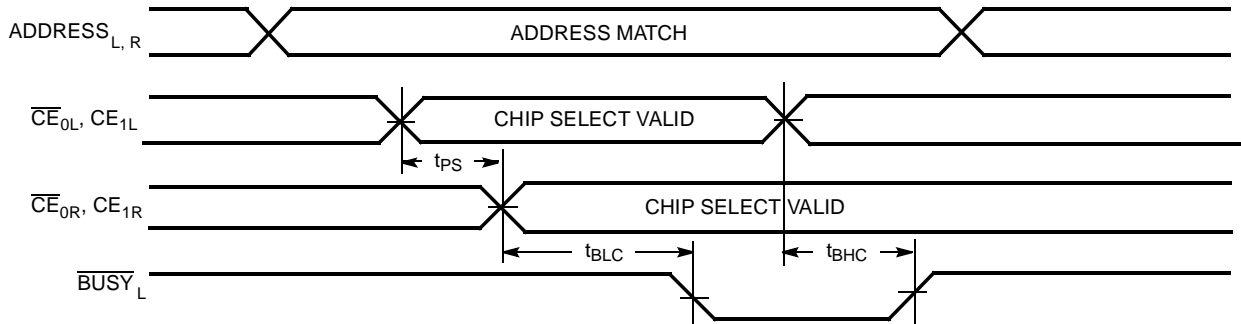 ADDRESS L, R
ADDRESS MATCH
CE0L, CE1L
CHIP SELECT VALID
tPS
CE0R, CE1R
CHIP SELECT VALID
tBLC
tBHC
BUSY L